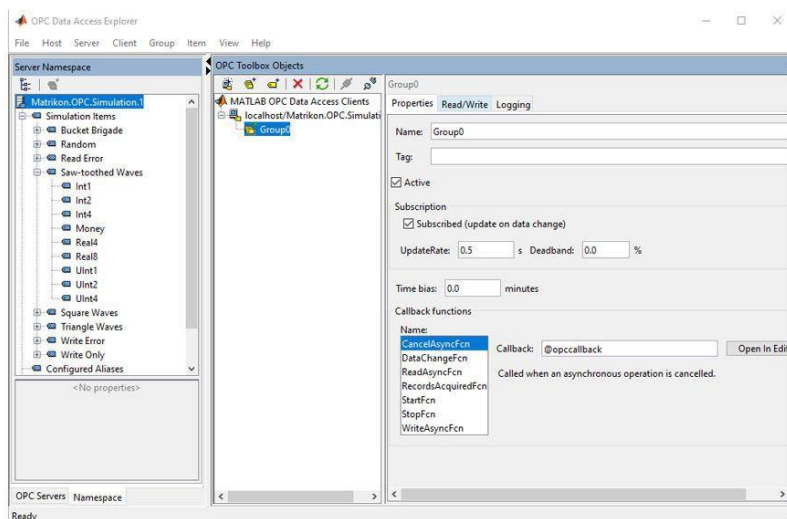 OPC Data Access Explorer
File Host Server Client Group Item View Help
Server Namespace
Matrikon.OPC.Simulation.1
Simulation Items
Bucket Brigade
Random
Read Error
Saw-toothed Waves
Int1
Int2
Int4
Money
Real4
Real8
UInt1
UInt2
UInt4
Square Waves
Triangle Waves
Write Error
Write Only
Configured Aliases
<No properties>
OPC Servers Namespace
Ready
OPC Toolbox Objects
MATLAB OPC Data Access Clients
localhost/Matrikon.OPC.Simulati
Group0
Group0
Properties Read/Write Logging
Name: Group0
Tag:
Active
Subscription
Subscribed (update on data change)
UpdateRate: 0.5 s Deadband: 0.0 %
Time bias: 0.0 minutes
Callback functions
Name:
CancelAsyncFcn
DataChangeFcn
ReadAsyncFcn
RecordsAcquiredFcn
StartFcn
StopFcn
WriteAsyncFcn
Callback: @opccallback Open In Edit
Called when an asynchronous operation is cancelled.